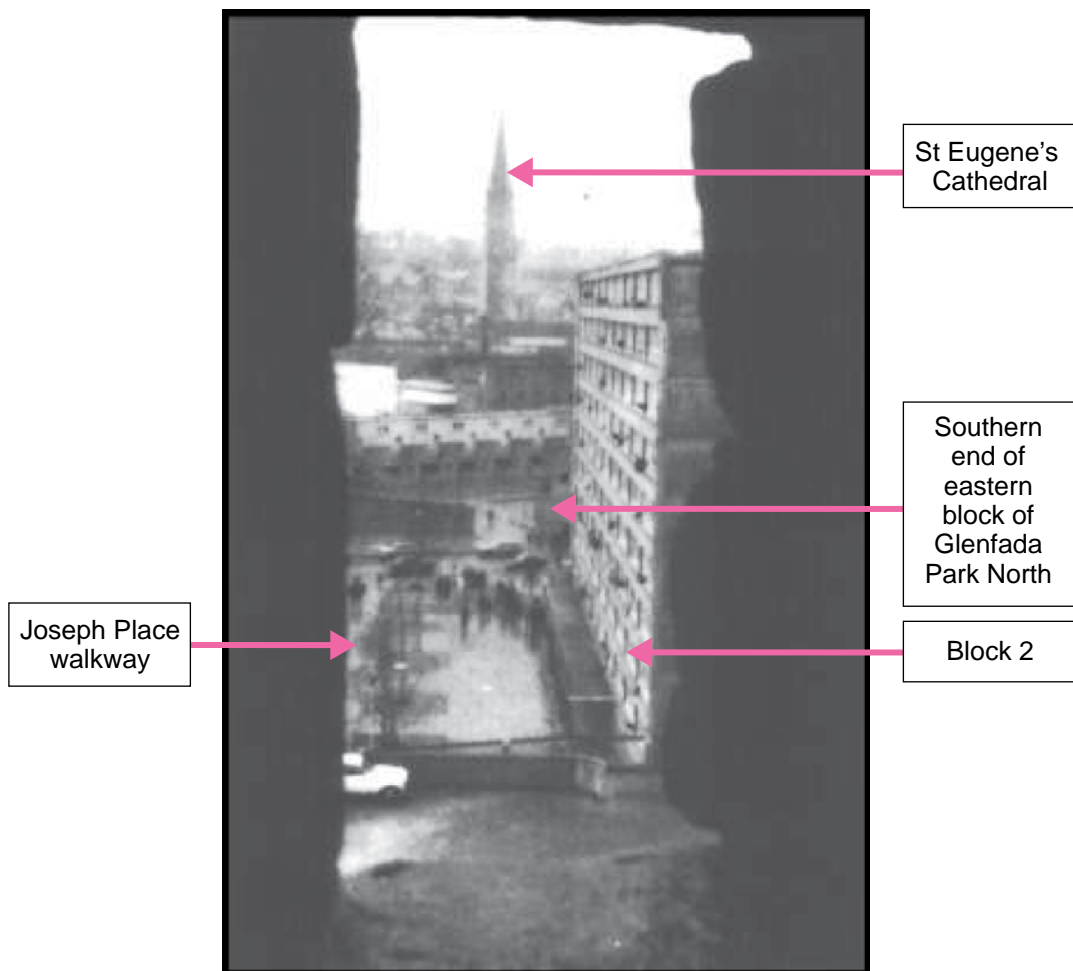 St Eugene’s
Cathedral
Southern
end of
eastern
block of
Glenfada
Park North
Joseph Place
walkway
Block 2